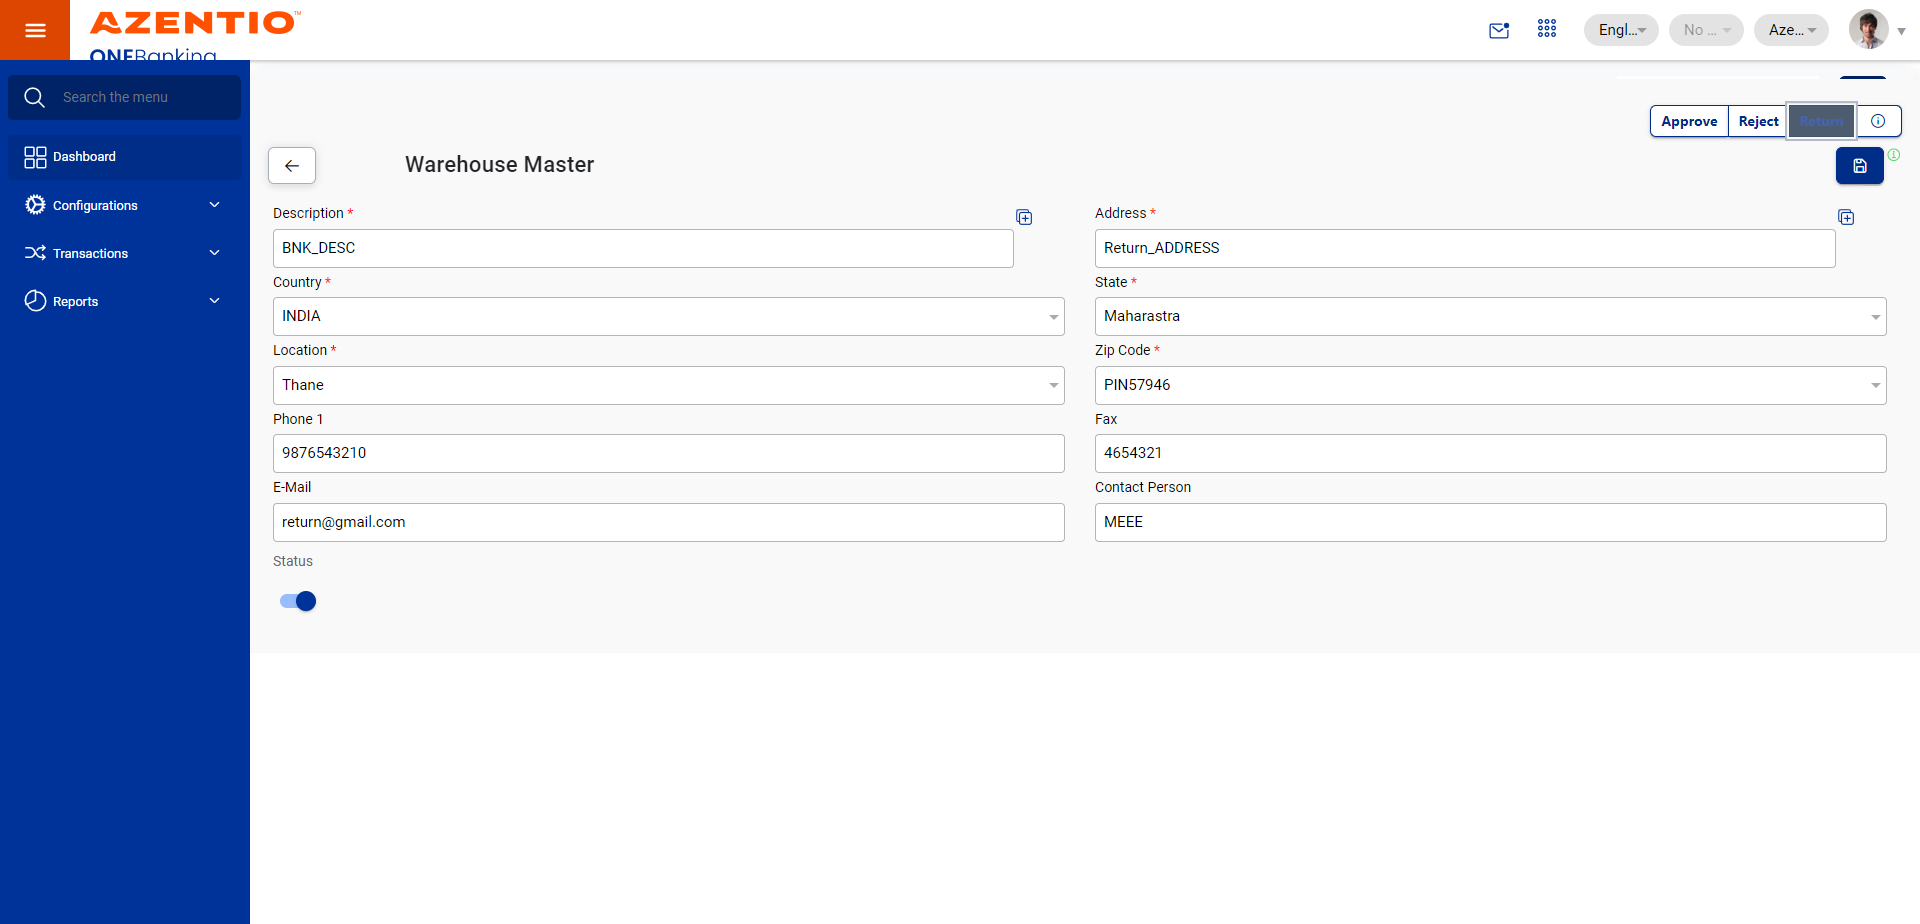 AZENTIO™
ONEBanking
Engl...
No ...
Aze...
Search the menu
Dashboard
Configurations
Transactions
Reports
Approve
Reject
Return
Warehouse Master
Description *
Address *
BNK_DESC
Return_ADDRESS
Country *
State *
INDIA
Maharastra
Location *
Zip Code *
Thane
PIN57946
Phone 1
Fax
9876543210
4654321
E-Mail
Contact Person
return@gmail.com
MEEE
Status